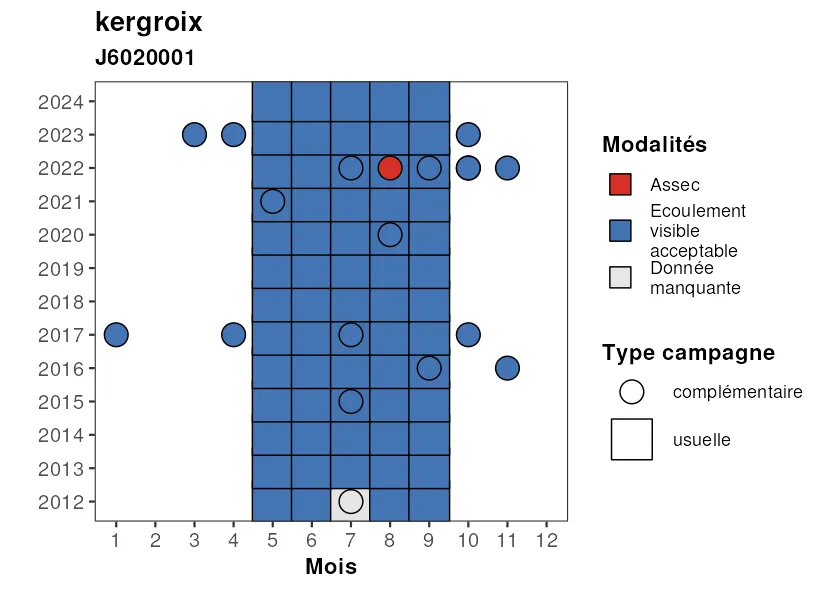 kergroix
J6020001
2024
2023
2022
2021
2020
2019
2018
2017
2016
2015
2014
2013
2012
1 2 3 4 5 6 7 8 9 10 11 12
Mois
Modalités
Assec
Ecoulement
visible
acceptable
Donnée
manquante
Type campagne
complémentaire
usuelle